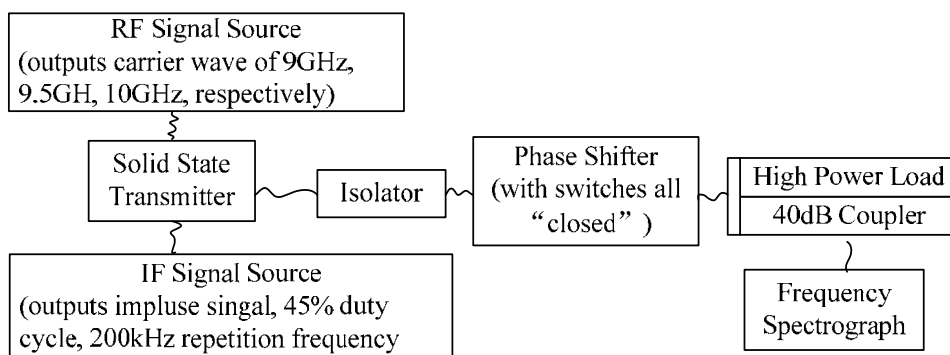 RF Signal Source
(outputs carrier wave of 9GHz,
9.5GH, 10GHz, respectively)
Solid State
Transmitter
Isolator
Phase Shifter
(with switches all
“closed” )
High Power Load
40dB Coupler
IF Signal Source
(outputs impluse singal, 45% duty
cycle, 200kHz repetition frequency
Frequency
Spectrograph